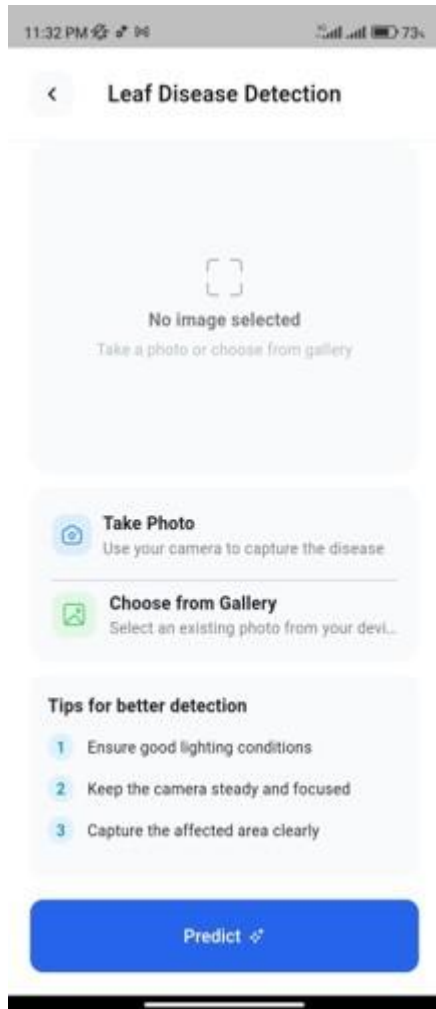 11:32 PM 73%
Leaf Disease Detection
No image selected
Take a photo or choose from gallery
Take Photo
Use your camera to capture the disease
Choose from Gallery
Select an existing photo from your devi...
Tips for better detection
1 Ensure good lighting conditions
2 Keep the camera steady and focused
3 Capture the affected area clearly
Predict